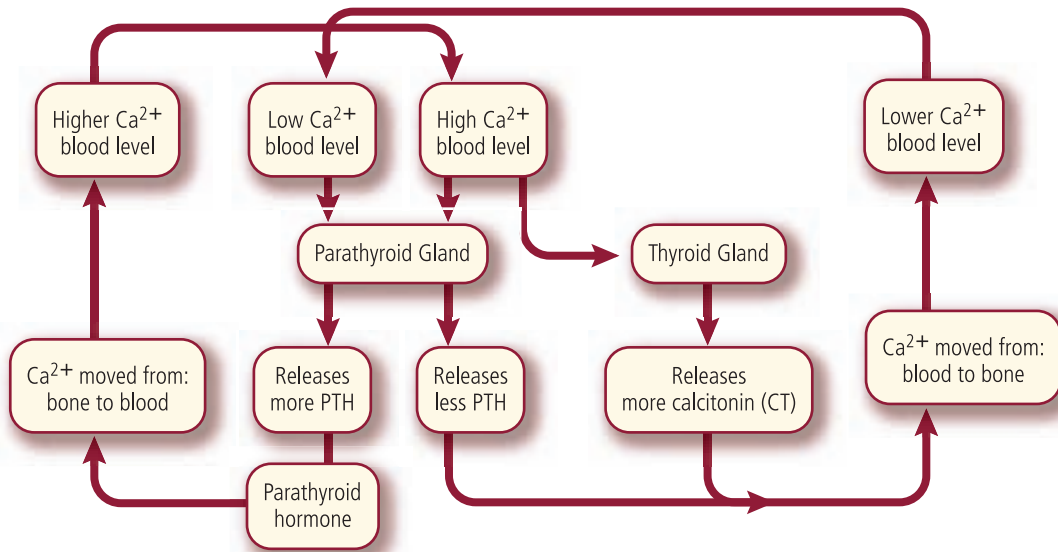 Higher Ca²⁺
blood level
Low Ca²⁺
blood level
High Ca²⁺
blood level
Lower Ca²⁺
blood level
Parathyroid Gland
Thyroid Gland
Ca²⁺ moved from:
bone to blood
Releases
more PTH
Releases
less PTH
Releases
more calcitonin (CT)
Ca²⁺ moved from:
blood to bone
Parathyroid
hormone